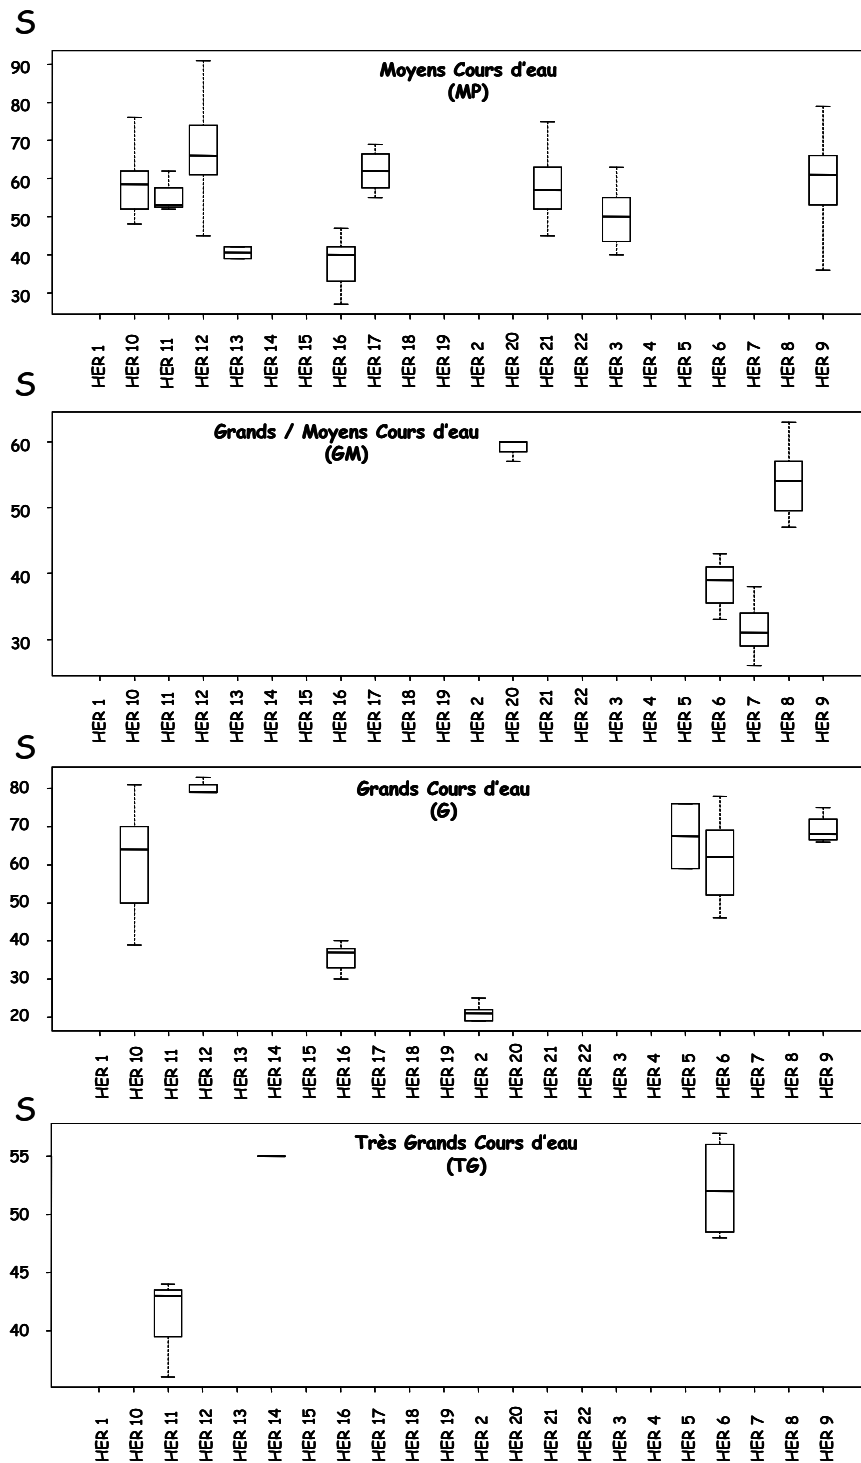 S
Moyens Cours d'eau
(MP)
90
80
70
60
50
40
30
HER 1 HER 10 HER 11 HER 12 HER 13 HER 14 HER 15 HER 16 HER 17 HER 18 HER 19 HER 2 HER 20 HER 21 HER 22 HER 3 HER 4 HER 5 HER 6 HER 7 HER 8 HER 9
S
Grands / Moyens Cours d'eau
(GM)
60
50
40
30
HER 1 HER 10 HER 11 HER 12 HER 13 HER 14 HER 15 HER 16 HER 17 HER 18 HER 19 HER 2 HER 20 HER 21 HER 22 HER 3 HER 4 HER 5 HER 6 HER 7 HER 8 HER 9
S
Grands Cours d'eau
(G)
80
70
60
50
40
30
20
HER 1 HER 10 HER 11 HER 12 HER 13 HER 14 HER 15 HER 16 HER 17 HER 18 HER 19 HER 2 HER 20 HER 21 HER 22 HER 3 HER 4 HER 5 HER 6 HER 7 HER 8 HER 9
S
Très Grands Cours d'eau
(TG)
55
50
45
40
HER 1 HER 10 HER 11 HER 12 HER 13 HER 14 HER 15 HER 16 HER 17 HER 18 HER 19 HER 2 HER 20 HER 21 HER 22 HER 3 HER 4 HER 5 HER 6 HER 7 HER 8 HER 9